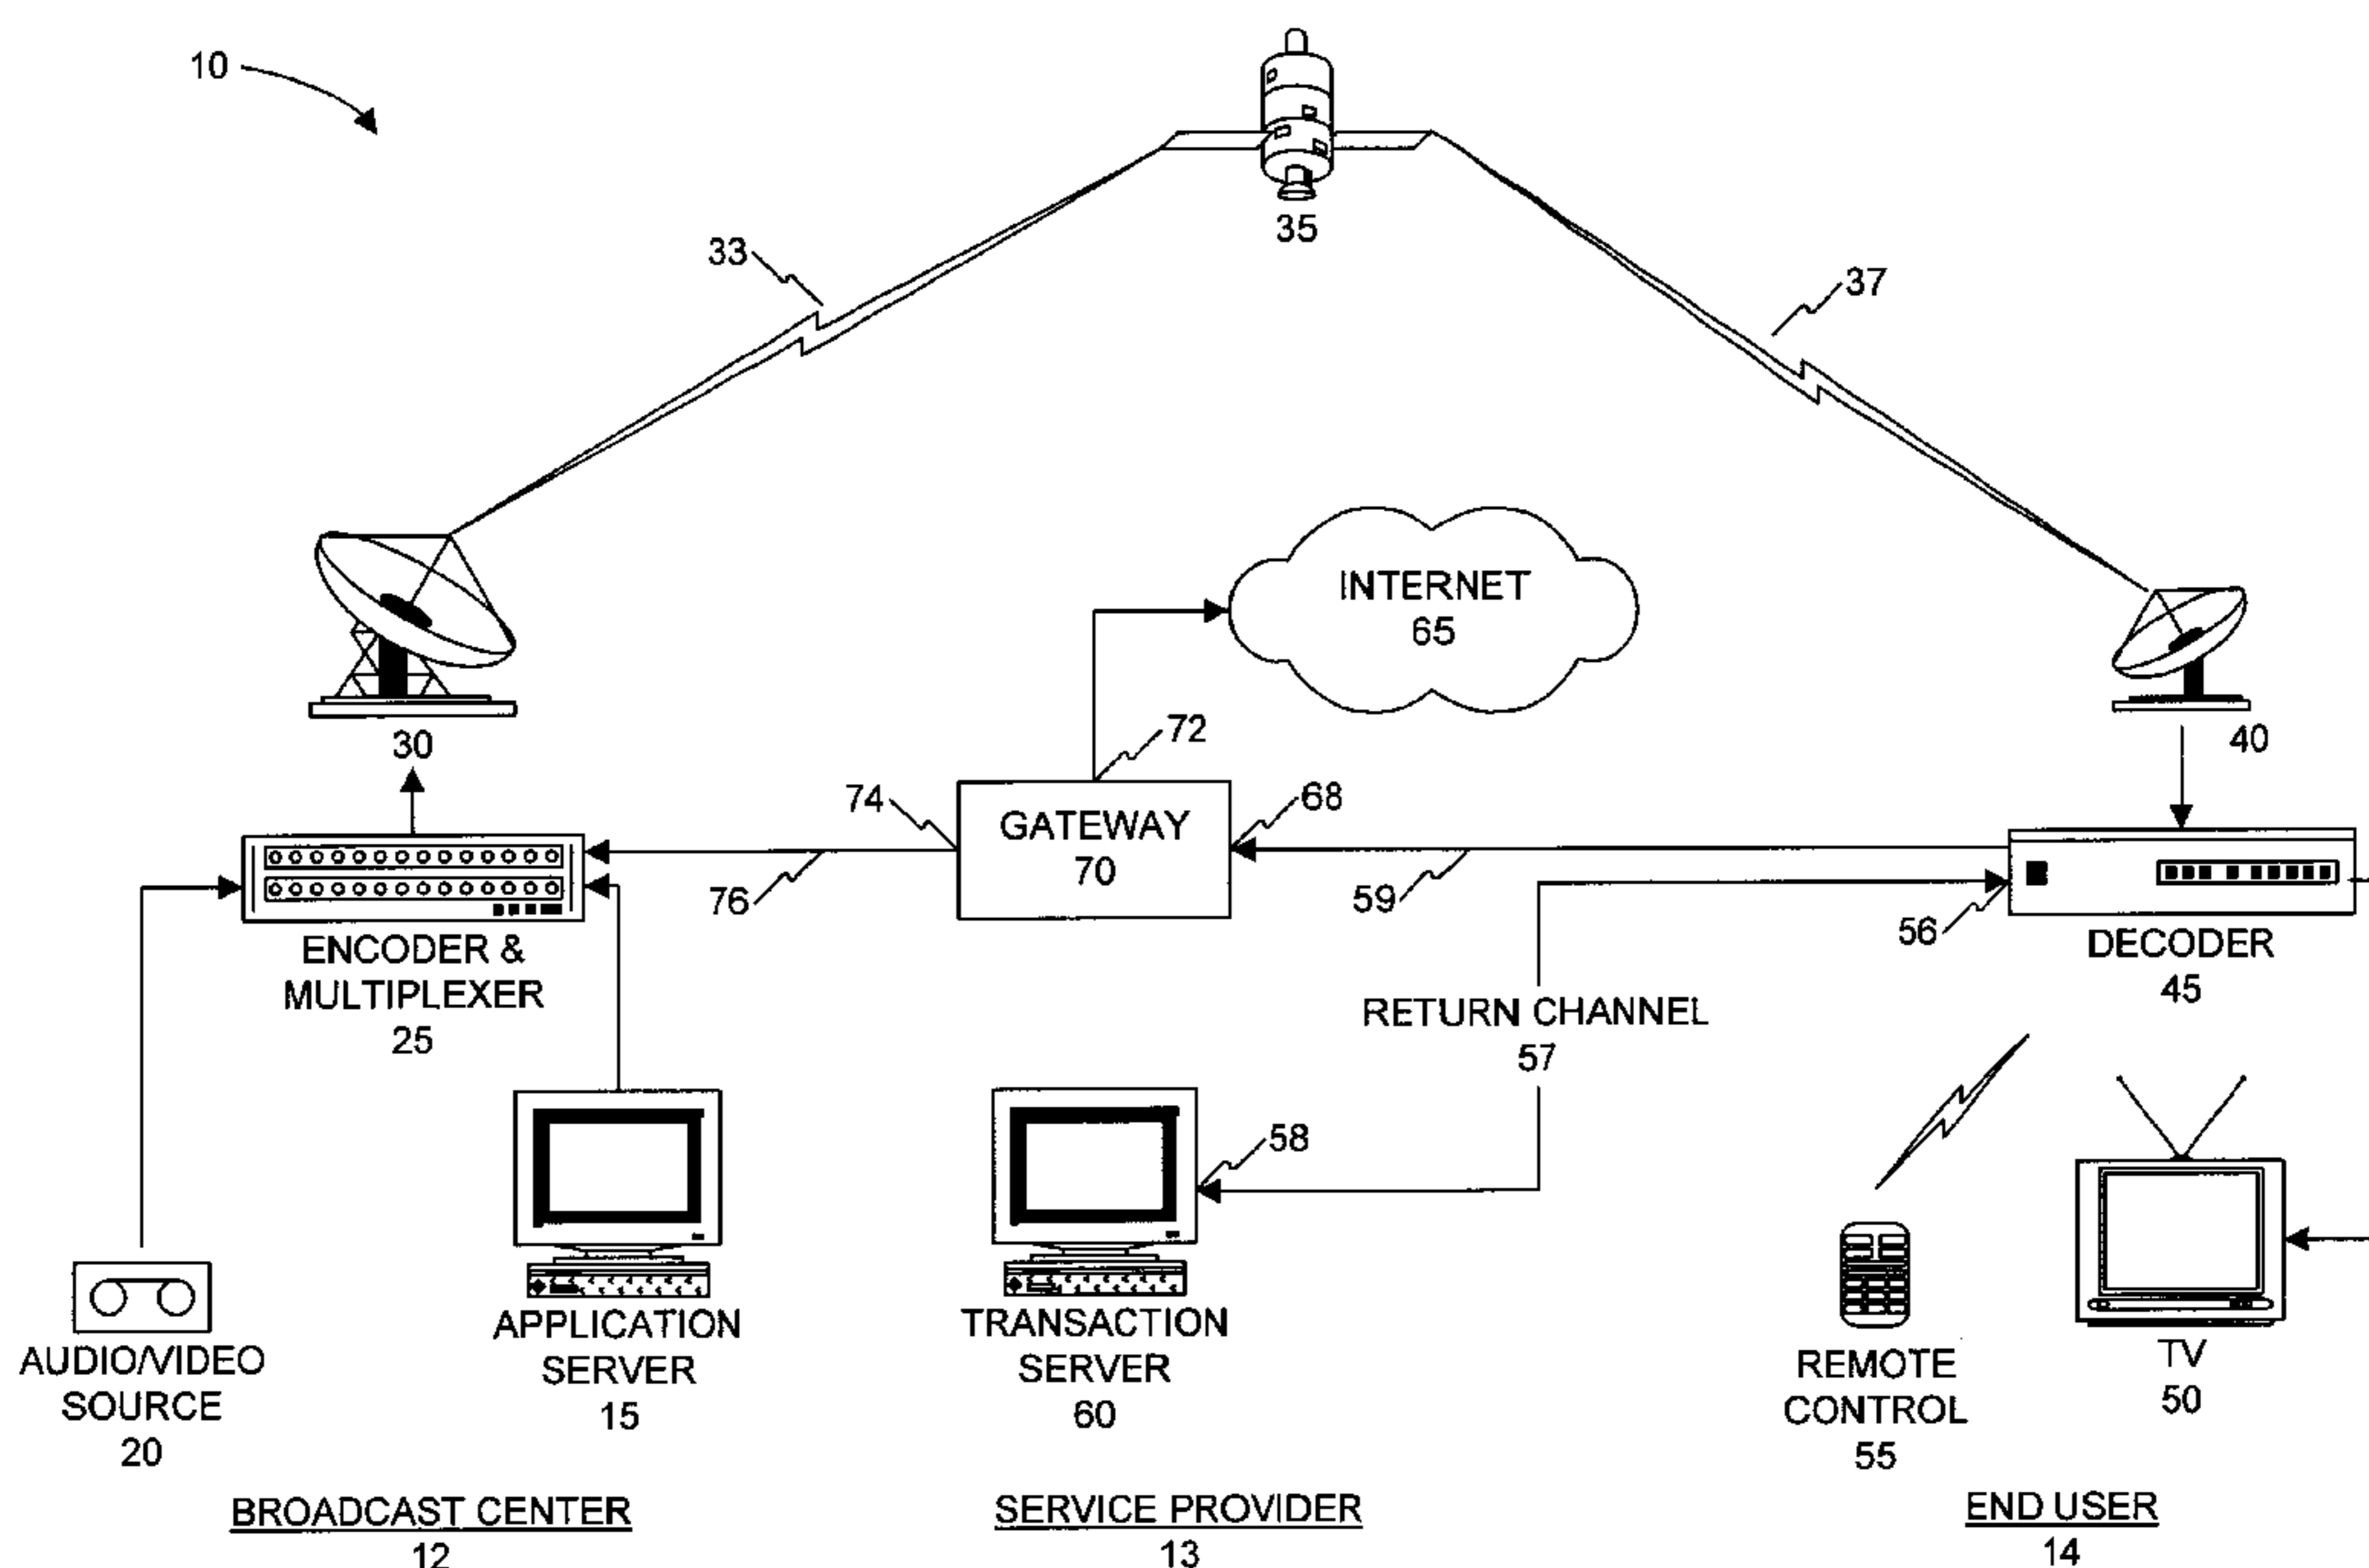 10
35
33
37
INTERNET
65
30
72
40
74
GATEWAY
70
68
76
59
56
ENCODER &
MULTIPLEXER
25
DECODER
45
RETURN CHANNEL
57
58
AUDIO/VIDEO
SOURCE
20
APPLICATION
SERVER
15
TRANSACTION
SERVER
60
REMOTE
CONTROL
55
TV
50
BROADCAST CENTER
12
SERVICE PROVIDER
13
END USER
14